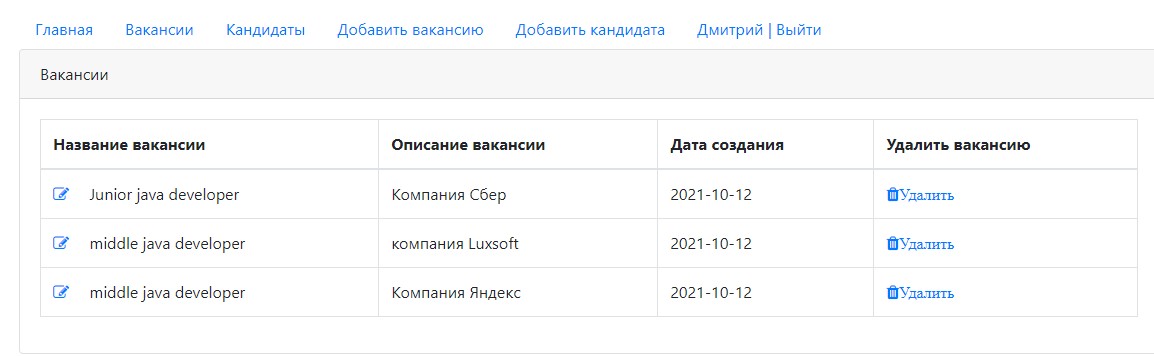 Главная Вакансии Кандидаты Добавить вакансию Добавить кандидата Дмитрий | Выйти
Вакансии
Название вакансии Описание вакансии Дата создания Удалить вакансию
Junior java developer Компания Сбер 2021-10-12 Удалить
middle java developer компания Luxsoft 2021-10-12 Удалить
middle java developer Компания Яндекс 2021-10-12 Удалить